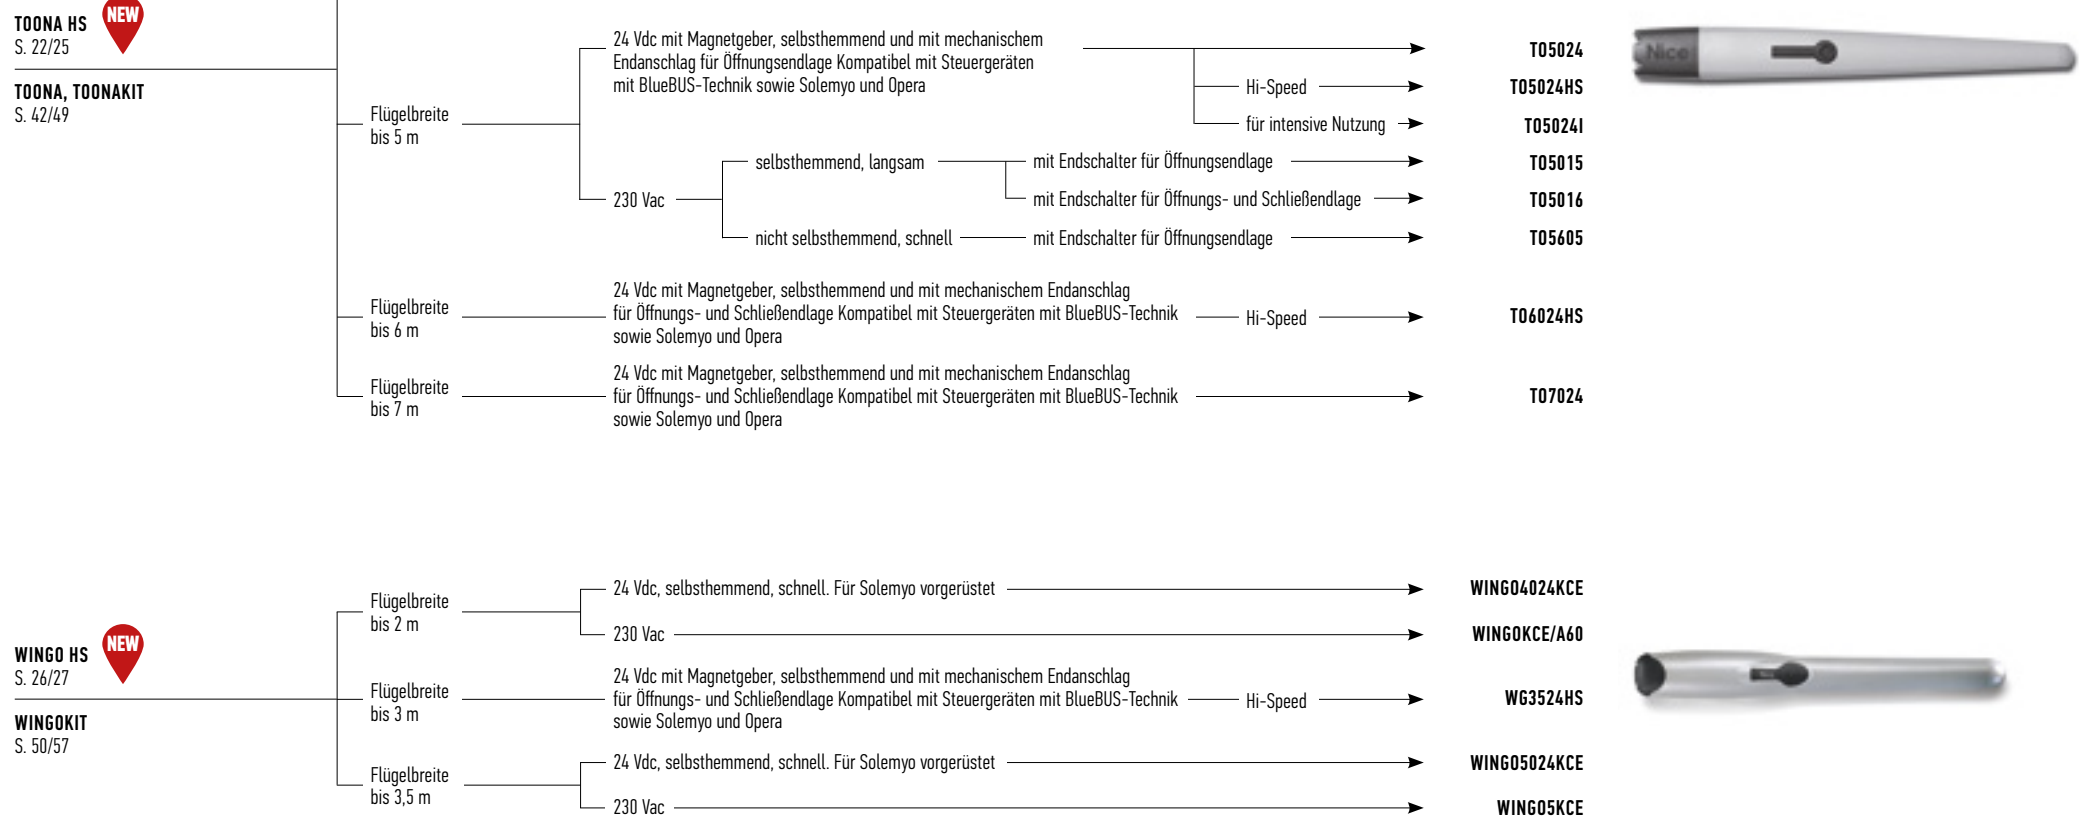 TOONA HS
NEW
S. 22/25
TOONA, TOONAKIT
S. 42/49
Flügelbreite
bis 5 m
24 Vdc mit Magnetgeber, selbsthemmend und mit mechanischem
Endanschlag für Öffnungsendlage Kompatibel mit Steuergeräten
mit BlueBUS-Technik sowie Solemyo und Opera
TO5024
Hi-Speed
TO5024HS
für intensive Nutzung
TO5024I
230 Vac
selbsthemmend, langsam
mit Endschalter für Öffnungsendlage
TO5015
mit Endschalter für Öffnungs- und Schließendlage
TO5016
nicht selbsthemmend, schnell
mit Endschalter für Öffnungsendlage
TO5605
Flügelbreite
bis 6 m
24 Vdc mit Magnetgeber, selbsthemmend und mit mechanischem Endanschlag
für Öffnungs- und Schließendlage Kompatibel mit Steuergeräten mit BlueBUS-Technik
sowie Solemyo und Opera
Hi-Speed
TO6024HS
Flügelbreite
bis 7 m
24 Vdc mit Magnetgeber, selbsthemmend und mit mechanischem Endanschlag
für Öffnungs- und Schließendlage Kompatibel mit Steuergeräten mit BlueBUS-Technik
sowie Solemyo und Opera
TO7024
Nice
WINGO HS
NEW
S. 26/27
WINGOKIT
S. 50/57
Flügelbreite
bis 2 m
24 Vdc, selbsthemmend, schnell. Für Solemyo vorgerüstet
WINGO4024KCE
230 Vac
WINGOKCE/A60
Flügelbreite
bis 3 m
24 Vdc mit Magnetgeber, selbsthemmend und mit mechanischem Endanschlag
für Öffnungs- und Schließendlage Kompatibel mit Steuergeräten mit BlueBUS-Technik
sowie Solemyo und Opera
Hi-Speed
WG3524HS
Flügelbreite
bis 3,5 m
24 Vdc, selbsthemmend, schnell. Für Solemyo vorgerüstet
WINGO5024KCE
230 Vac
WINGO5KCE